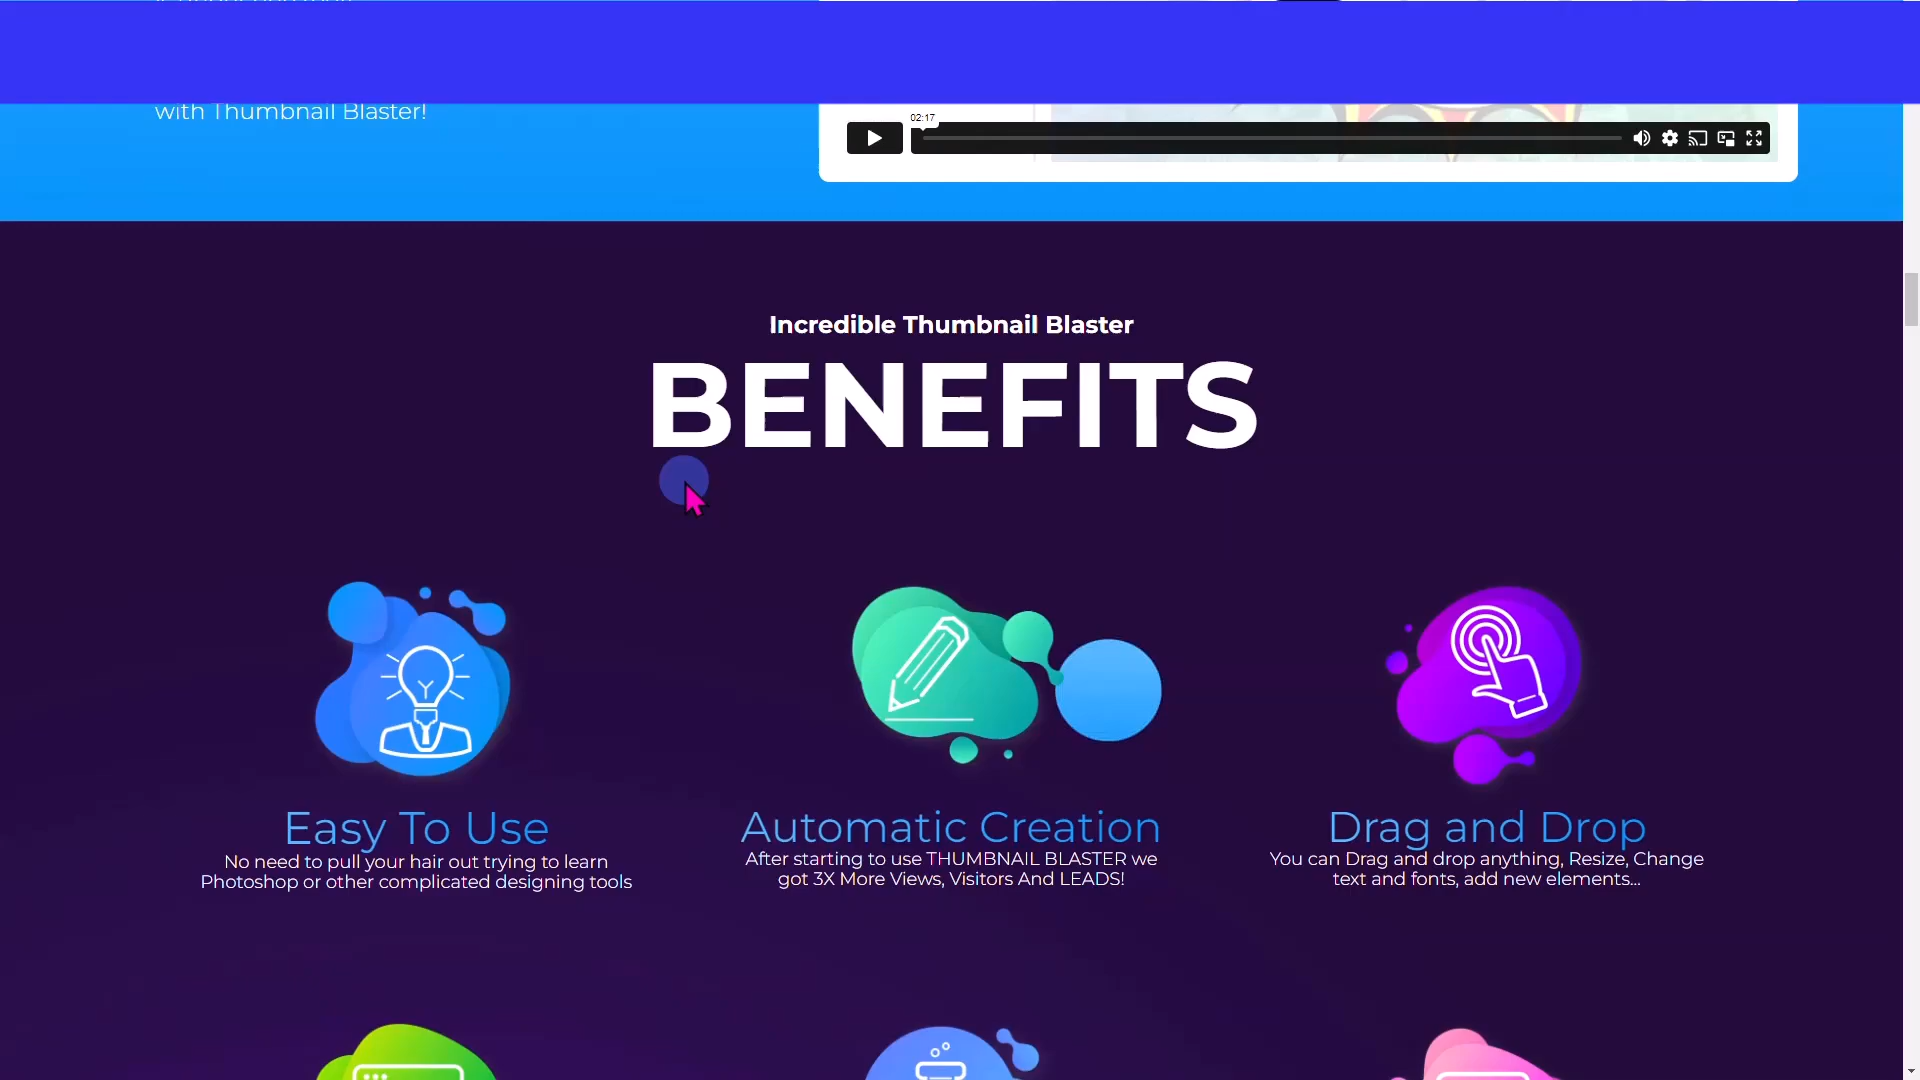 with Thumbnail Blaster!
02:17
Incredible Thumbnail Blaster
BENEFITS
Easy To Use
No need to pull your hair out trying to learn
Photoshop or other complicated designing tools
Automatic Creation
After starting to use THUMBNAIL BLASTER we
got 3X More Views, Visitors And LEADS!
Drag and Drop
You can Drag and drop anything, Resize, Change
text and fonts, add new elements...